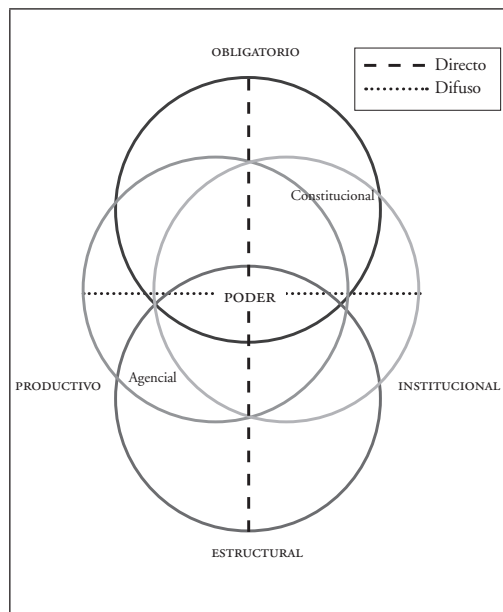 OBLIGATORIO
Directo
Difuso
Constitucional
PODER
Agencial
PRODUCTIVO
INSTITUCIONAL
ESTRUCTURAL